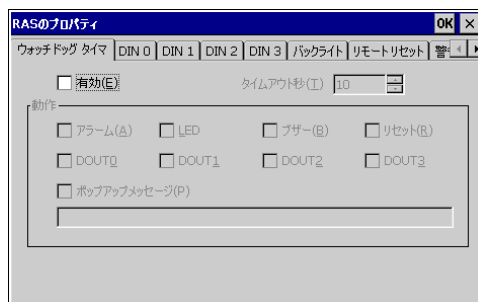 RASのプロパティ OK ×
ウォッチドッグ タイマ DIN 0 DIN 1 DIN 2 DIN 3 バックライト リモートリセット
有効(E) タイムアウト秒(T) 10
動作
アラーム(A) LED ブザー(B) リセット(R)
DOUT0 DOUT1 DOUT2 DOUT3
ポップアップメッセージ(P)